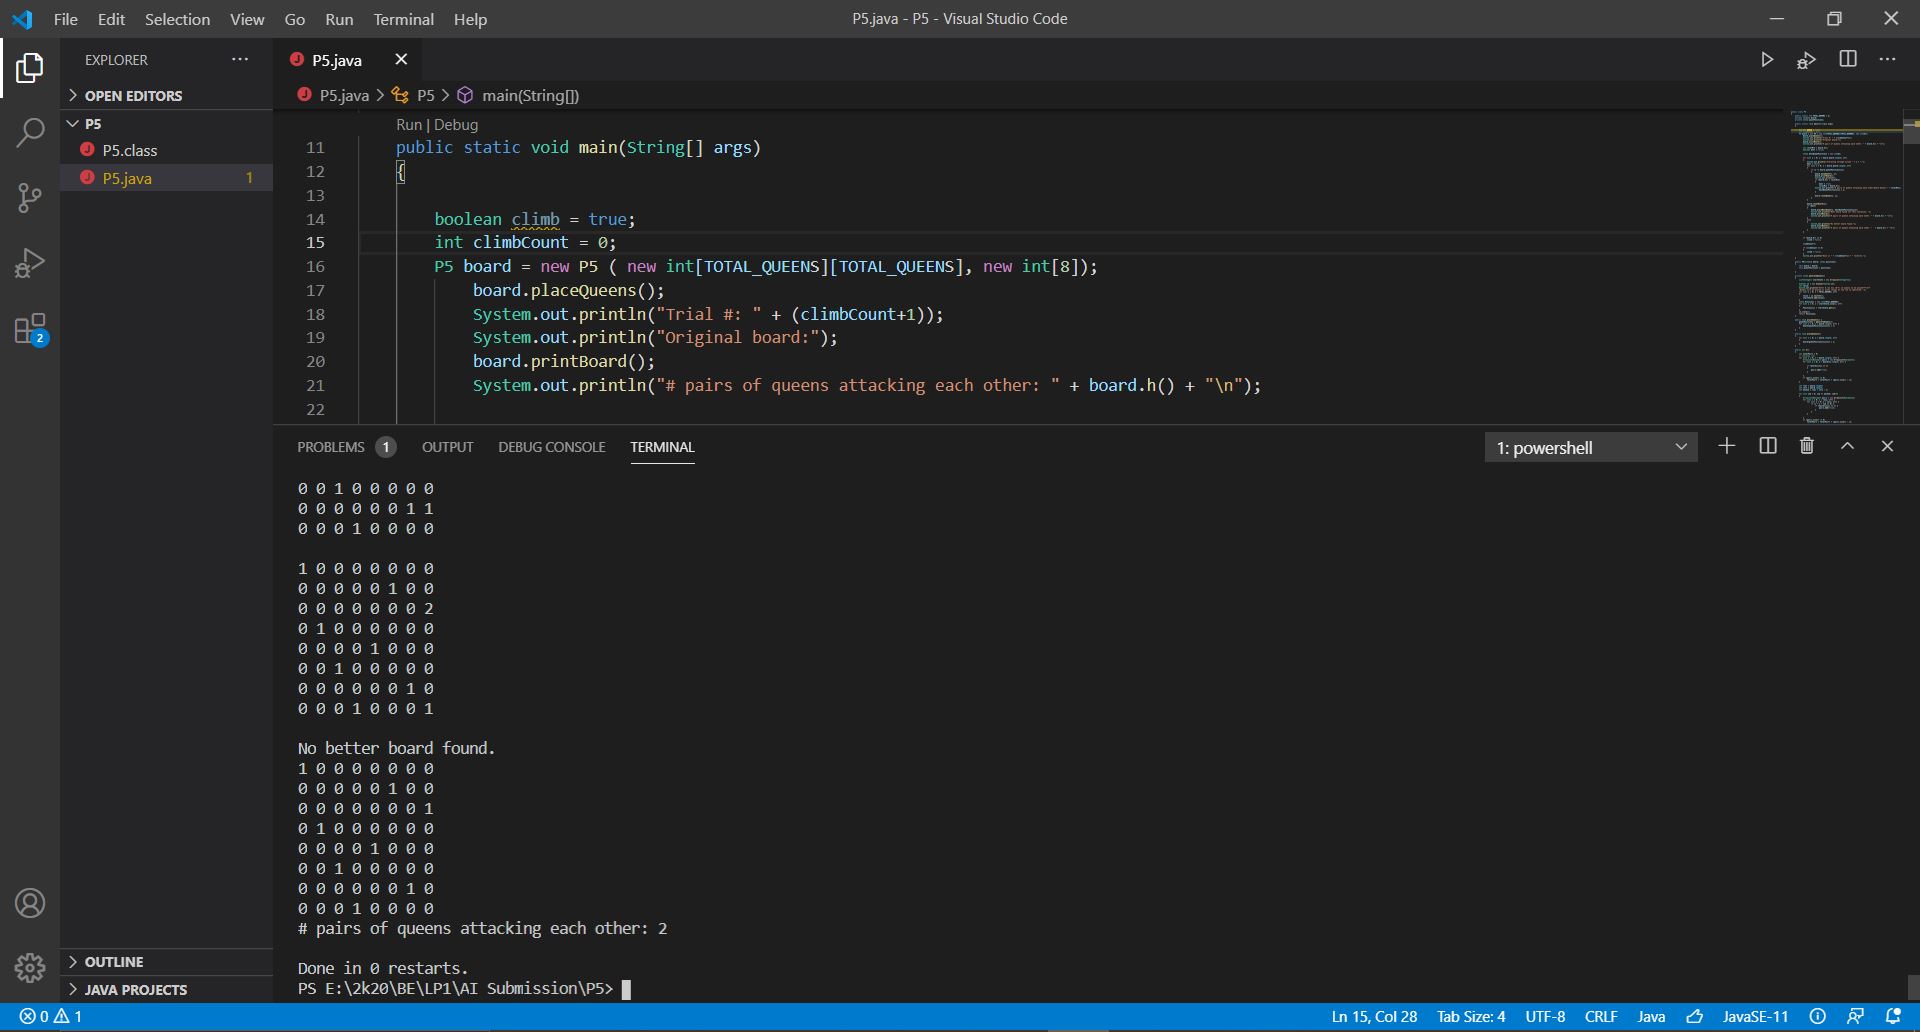 File Edit Selection View Go Run Terminal Help
P5.java - P5 - Visual Studio Code
EXPLORER
OPEN EDITORS
P5
P5.class
P5.java 1
OUTLINE
JAVA PROJECTS
2
P5.java
P5.java > P5 > main(String[])
Run | Debug
11 public static void main(String[] args)
12 {
13
14 boolean climb = true;
15 int climbCount = 0;
16 P5 board = new P5 ( new int[TOTAL_QUEENS][TOTAL_QUEENS], new int[8]);
17 board.placeQueens();
18 System.out.println("Trial #: " + (climbCount+1));
19 System.out.println("Original board:");
20 board.printBoard();
21 System.out.println("# pairs of queens attacking each other: " + board.h() + "\n");
22
PROBLEMS 1 OUTPUT DEBUG CONSOLE TERMINAL
1: powershell
0 0 1 0 0 0 0 0
0 0 0 0 0 0 1 1
0 0 0 1 0 0 0 0
1 0 0 0 0 0 0 0
0 0 0 0 0 1 0 0
0 0 0 0 0 0 0 2
0 1 0 0 0 0 0 0
0 0 0 0 1 0 0 0
0 0 1 0 0 0 0 0
0 0 0 0 0 0 1 0
0 0 0 1 0 0 0 1
No better board found.
1 0 0 0 0 0 0 0
0 0 0 0 0 1 0 0
0 0 0 0 0 0 0 1
0 1 0 0 0 0 0 0
0 0 0 0 1 0 0 0
0 0 1 0 0 0 0 0
0 0 0 0 0 0 1 0
0 0 0 1 0 0 0 0
# pairs of queens attacking each other: 2
Done in 0 restarts.
PS E:\2k20\BE\LP1\AI Submission\P5>
0 1
Ln 15, Col 28 Tab Size: 4 UTF-8 CRLF Java JavaSE-11